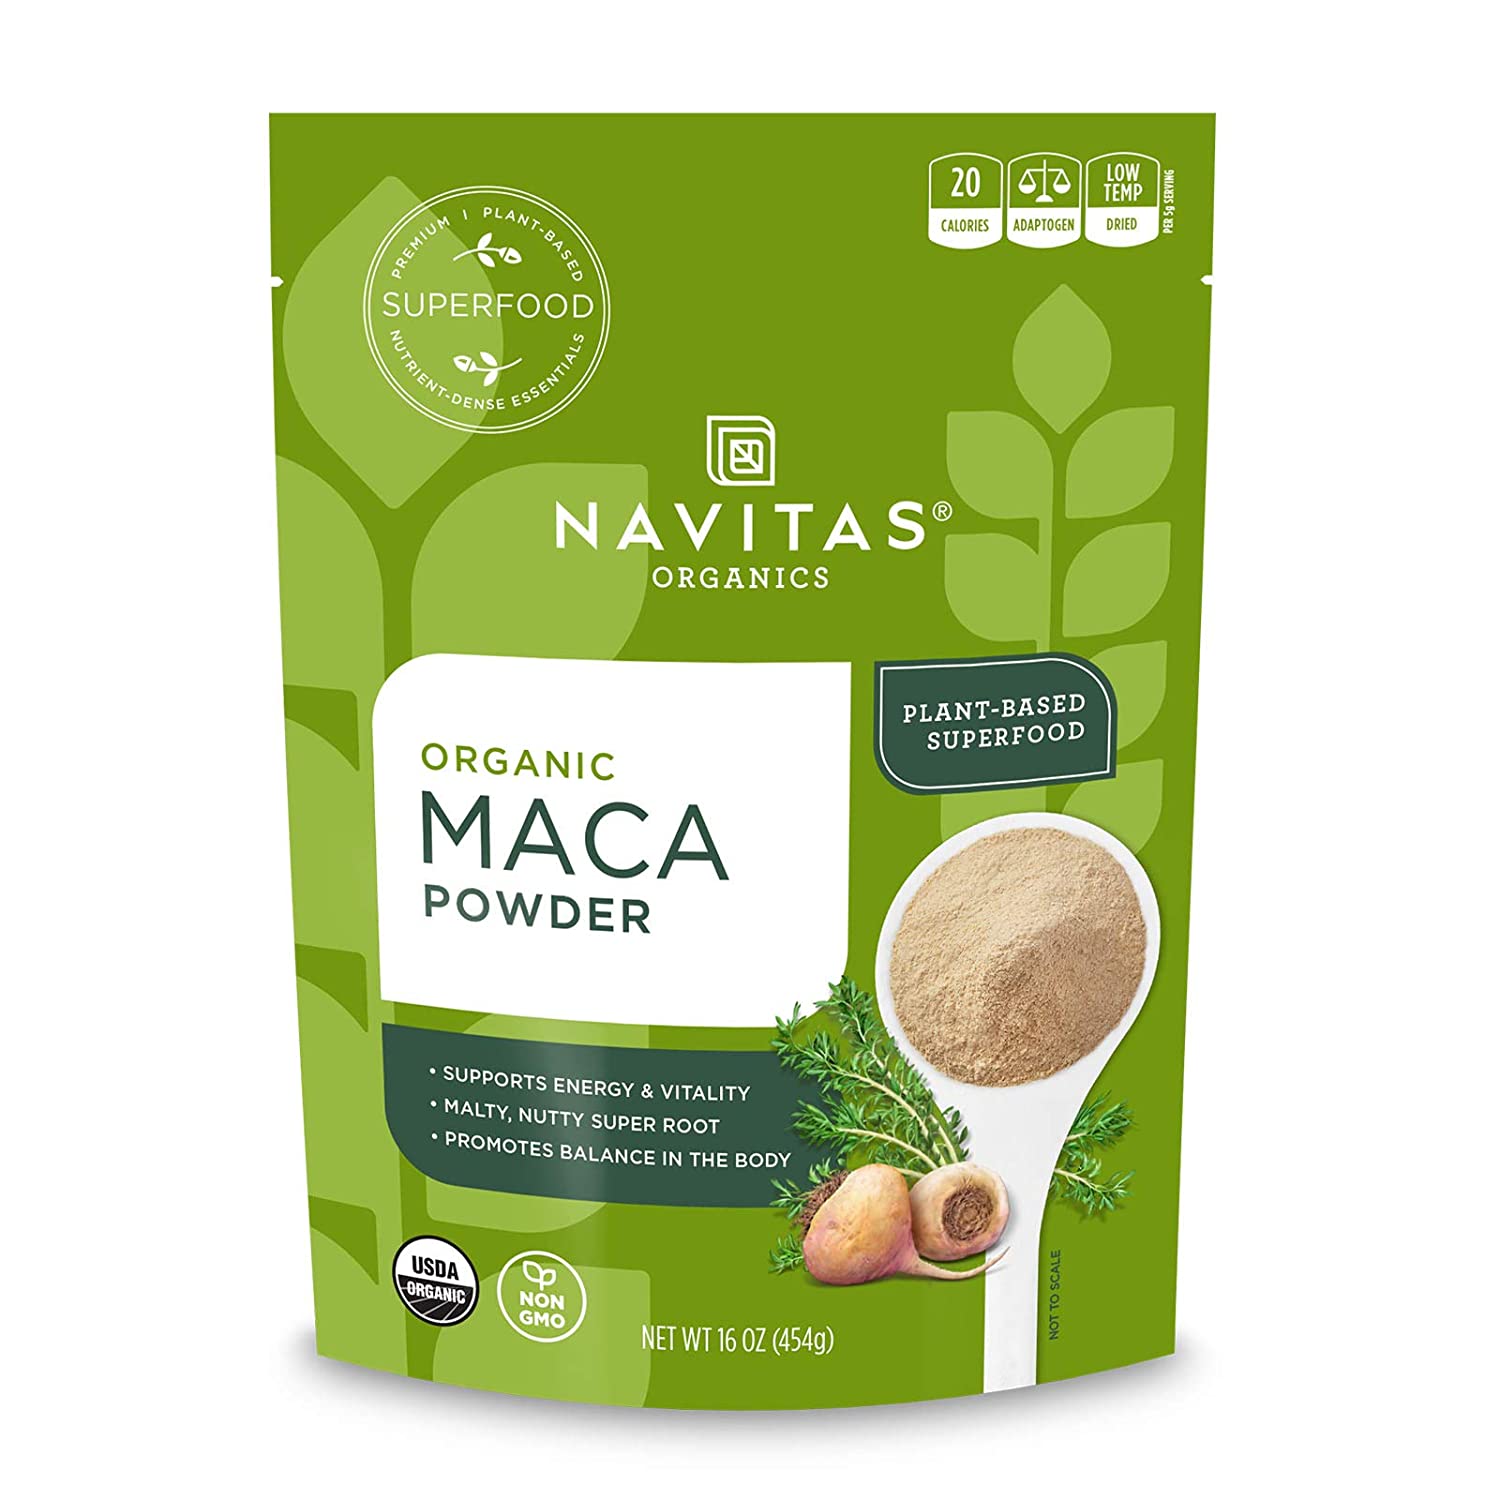 PREMIUM | PLANT-BASED
SUPERFOOD
NUTRIENT-DENSE ESSENTIALS
20
CALORIES
ADAPTOGEN
LOW
TEMP
DRIED
PER 5g SERVING
NAVITAS®
ORGANICS
PLANT-BASED
SUPERFOOD
ORGANIC
MACA
POWDER
• SUPPORTS ENERGY & VITALITY
• MALTY, NUTTY SUPER ROOT
• PROMOTES BALANCE IN THE BODY
USDA
ORGANIC
NON
GMO
NET WT 16 OZ (454g)
NOT TO SCALE